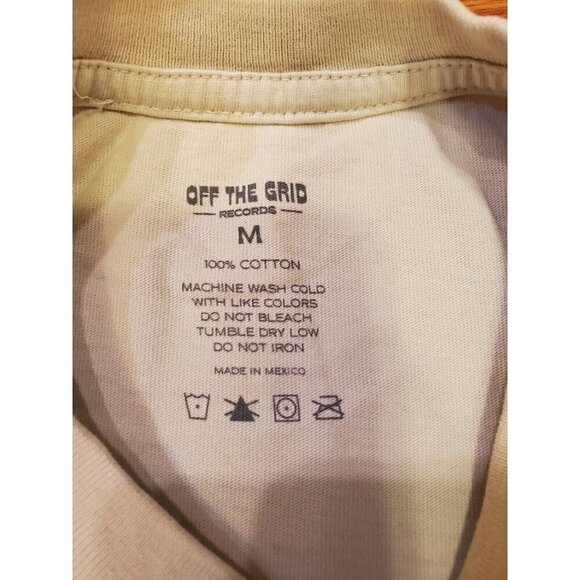 OFF THE GRID
RECORDS
M
100% COTTON
MACHINE WASH COLD
WITH LIKE COLORS
DO NOT BLEACH
TUMBLE DRY LOW
DO NOT IRON
MADE IN MEXICO